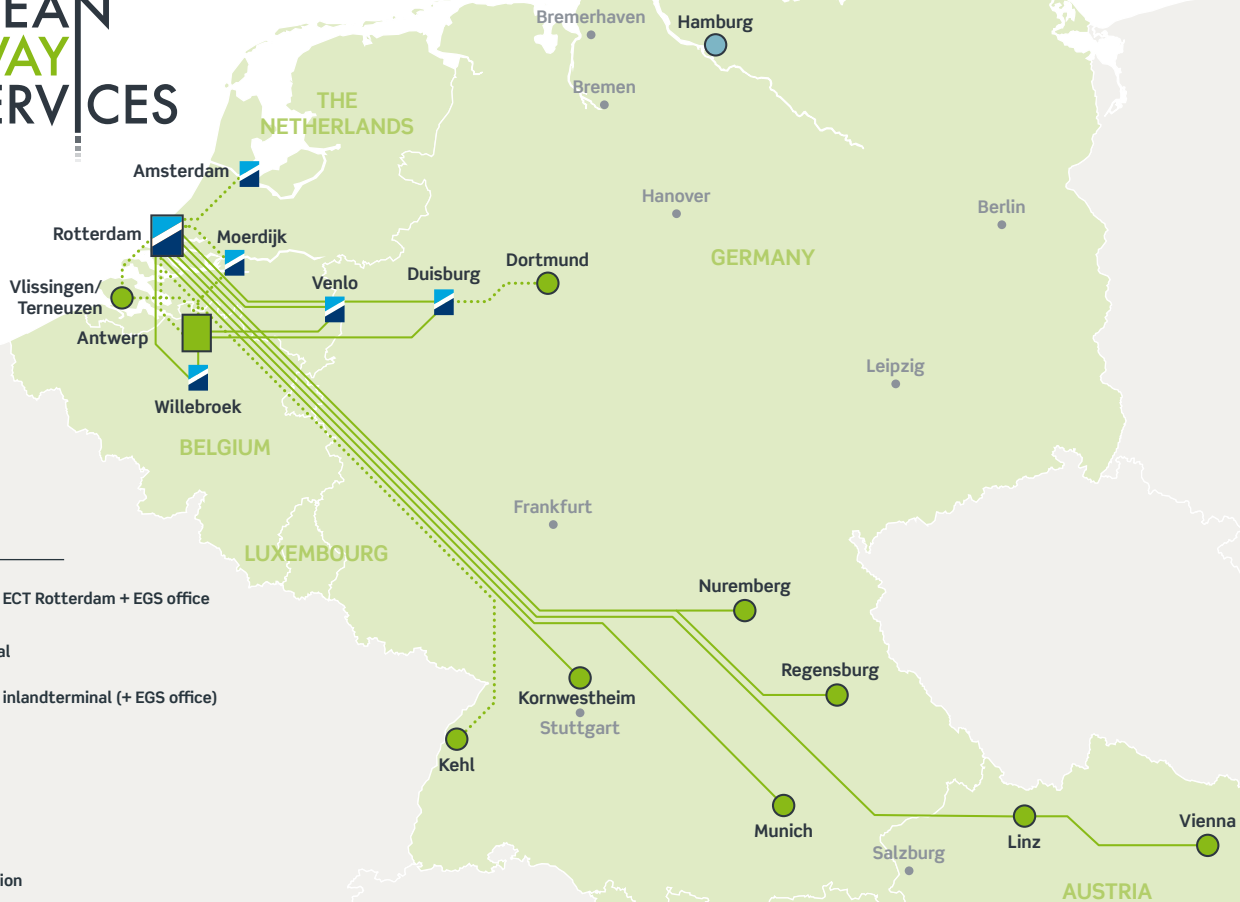 EAN
WAY
ERVICES
Bremerhaven
Hamburg
Bremen
THE
NETHERLANDS
Amsterdam
Hanover
Berlin
Rotterdam
Moerdijk
GERMANY
Dortmund
Duisburg
Venlo
Vlissingen/
Terneuzen
Antwerp
Leipzig
Willebroek
BELGIUM
Frankfurt
LUXEMBOURG
Nuremberg
ECT Rotterdam + EGS office
al
Regensburg
inlandterminal (+ EGS office)
Kornwestheim
Stuttgart
Kehl
Munich
Linz
Vienna
Salzburg
ion
AUSTRIA